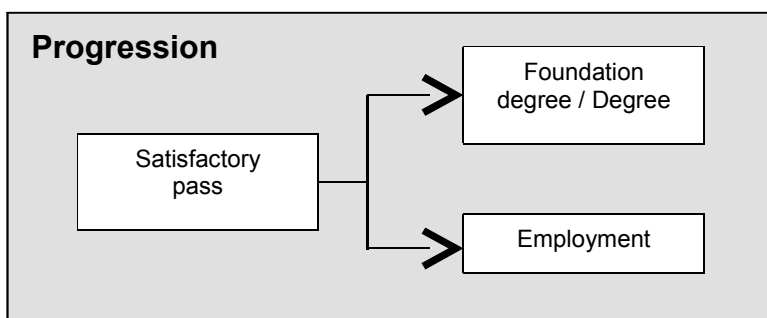 Progression
Foundation
degree / Degree
Satisfactory
pass
Employment